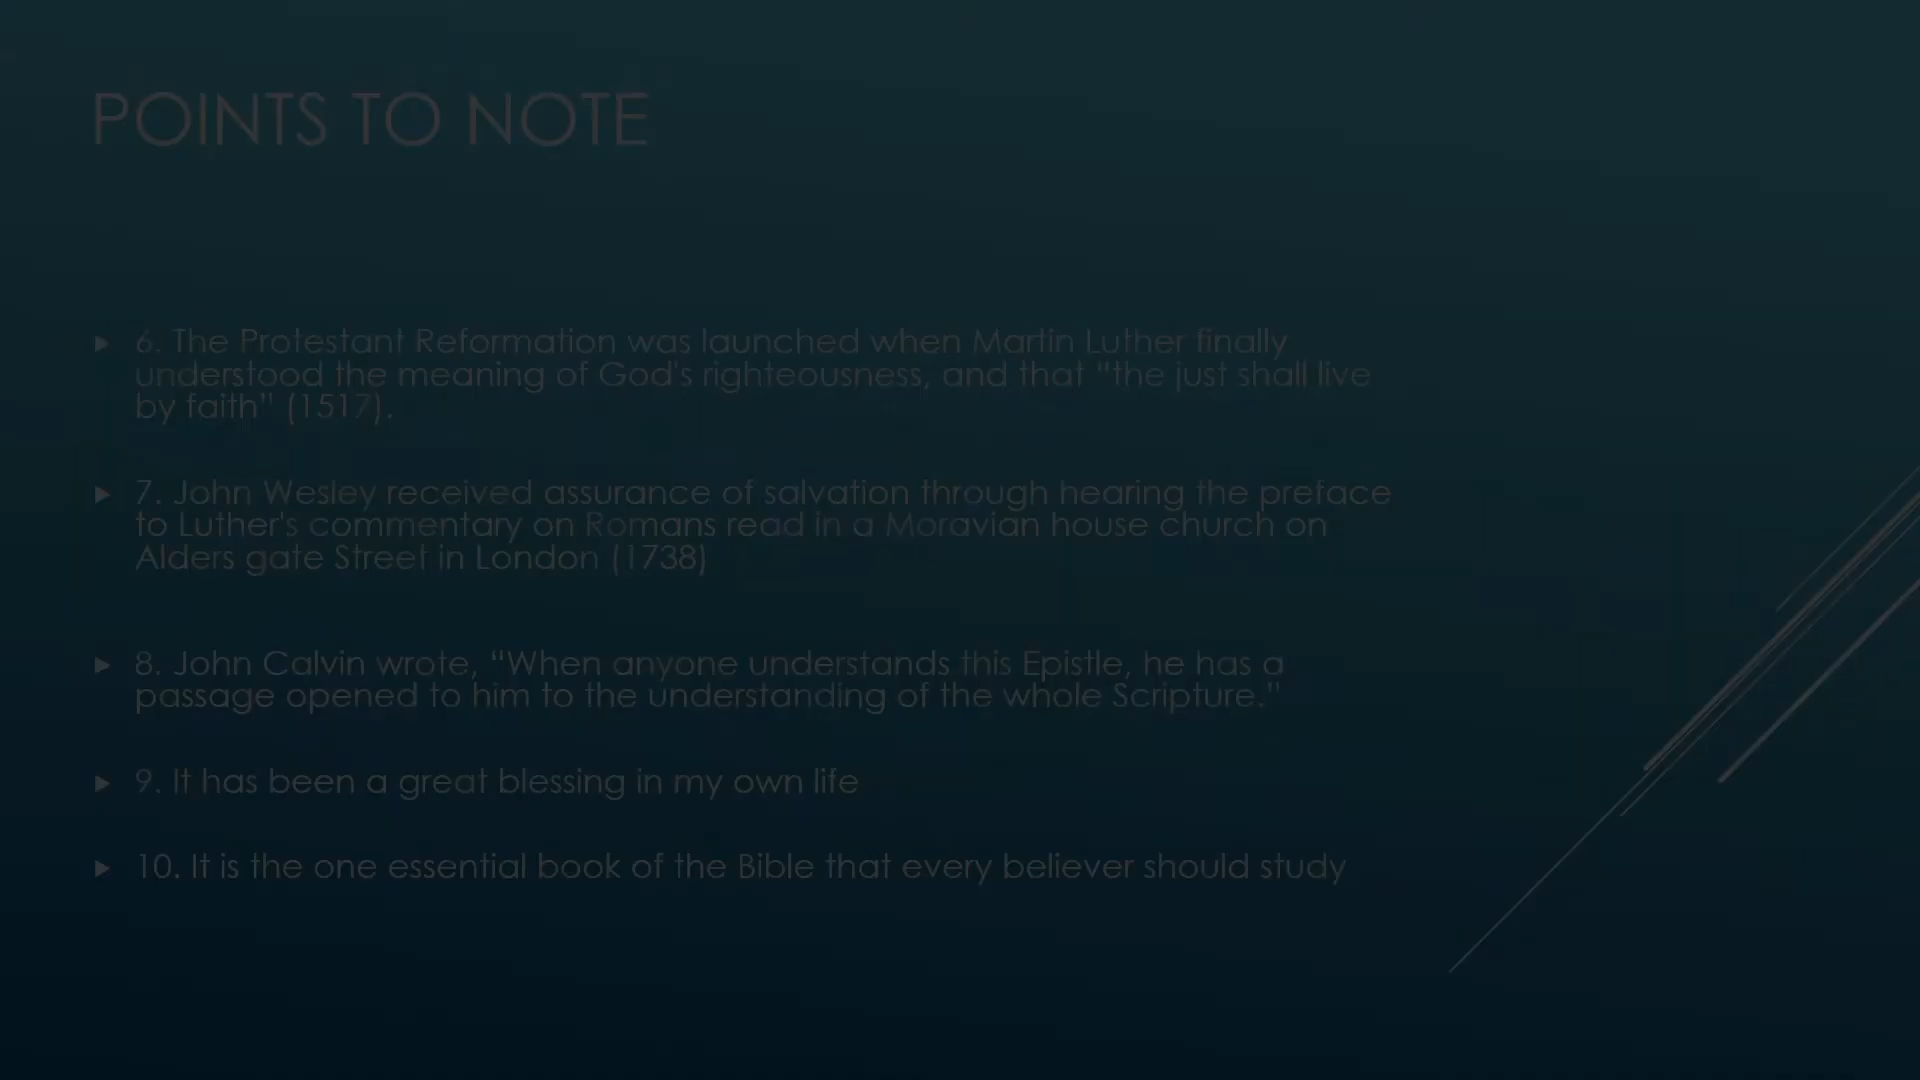 POINTS TO NOTE
6. The Protestant Reformation was launched when Martin Luther finally
understood the meaning of God's righteousness, and that “the just shall live
by faith” (1517).
7. John Wesley received assurance of salvation through hearing the preface
to Luther's commentary on Romans read in a Moravian house church on
Alders gate Street in London (1738)
8. John Calvin wrote, “When anyone understands this Epistle, he has a
passage opened to him to the understanding of the whole Scripture.”
9. It has been a great blessing in my own life
10. It is the one essential book of the Bible that every believer should study